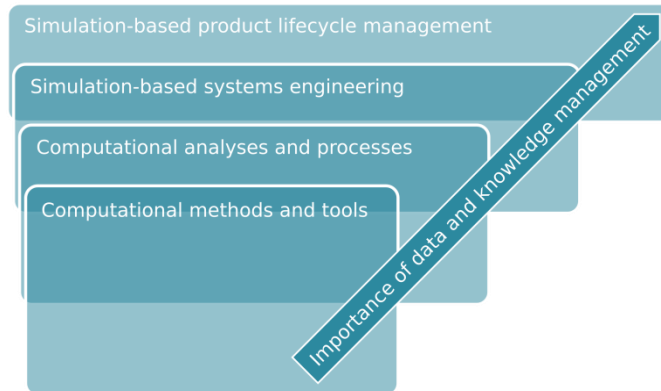 Simulation-based product lifecycle management
Simulation-based systems engineering
Computational analyses and processes
Computational methods and tools
Importance of data and knowledge management